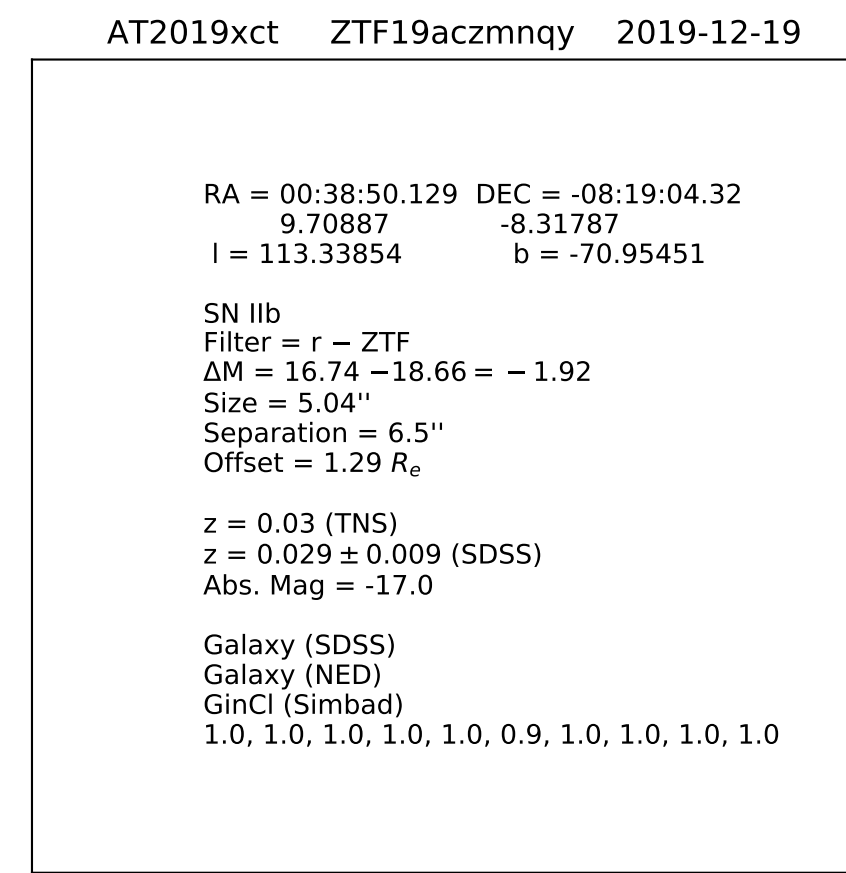 AT2019xct ZTF19aczmnqy 2019-12-19
RA = 00:38:50.129 DEC = -08:19:04.32
9.70887 -8.31787
l = 113.33854 b = -70.95451
SN IIb
Filter = r − ZTF
ΔM = 16.74 −18.66 = − 1.92
Size = 5.04''
Separation = 6.5''
Offset = 1.29 Rₑ
z = 0.03 (TNS)
z = 0.029 ± 0.009 (SDSS)
Abs. Mag = -17.0
Galaxy (SDSS)
Galaxy (NED)
GinCl (Simbad)
1.0, 1.0, 1.0, 1.0, 1.0, 0.9, 1.0, 1.0, 1.0, 1.0